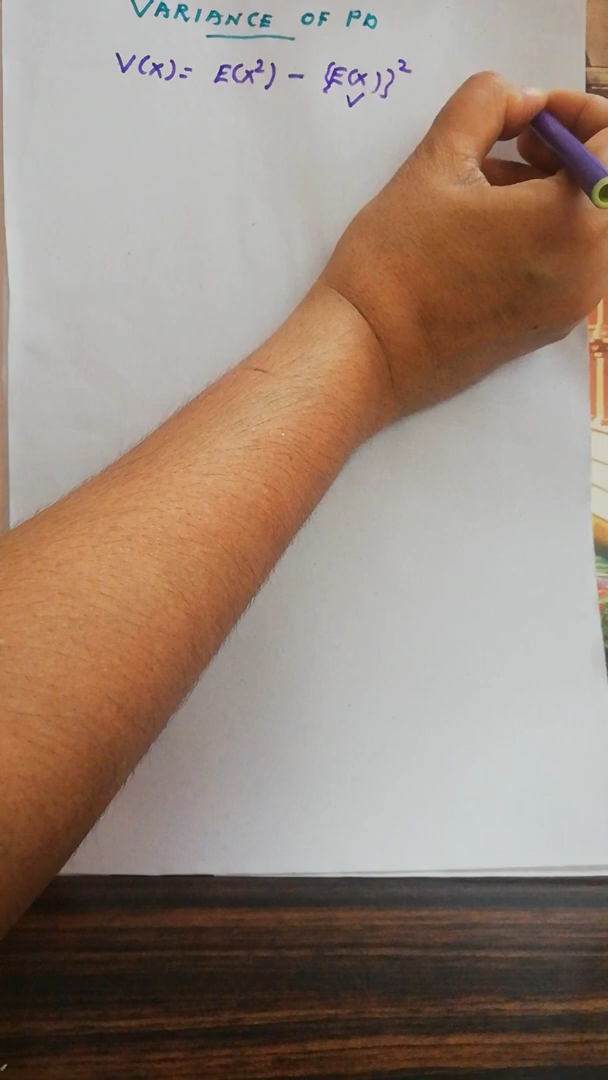 VARIANCE OF PD
V(x) = E(x²) - {E(x)}²